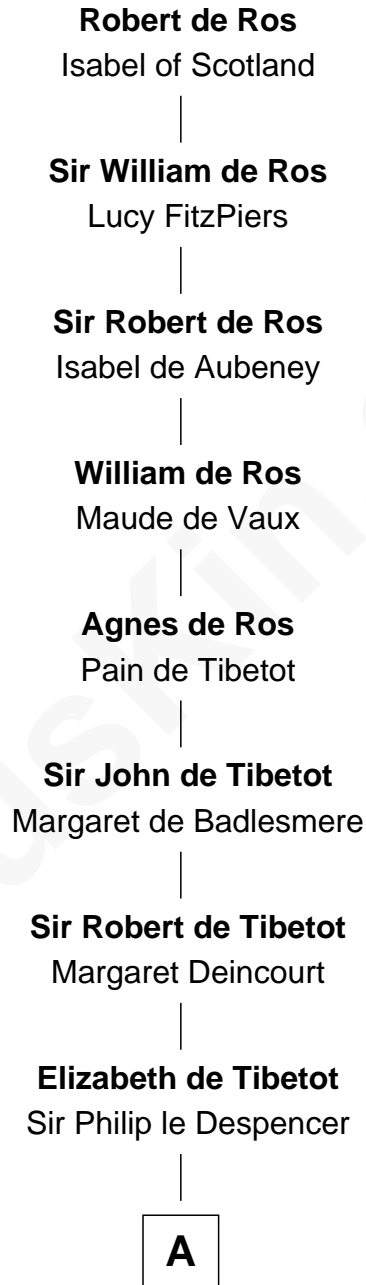 Robert de Ros
Isabel of Scotland
Sir William de Ros
Lucy FitzPiers
Sir Robert de Ros
Isabel de Aubeney
William de Ros
Maude de Vaux
Agnes de Ros
Pain de Tibetot
Sir John de Tibetot
Margaret de Badlesmere
Sir Robert de Tibetot
Margaret Deincourt
Elizabeth de Tibetot
Sir Philip le Despencer
A